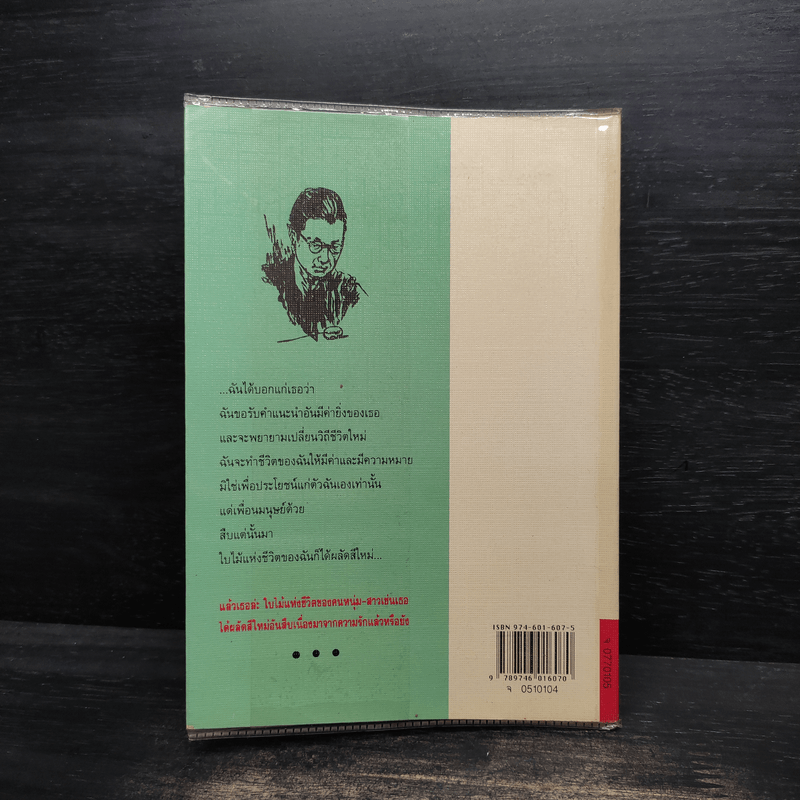 ...ฉันได้บอกแก่เธอว่า
ฉันขอรับคำแนะนำอันมีค่ายิ่งของเธอ
และจะพยายามเปลี่ยนวิถีชีวิตใหม่
ฉันจะทำชีวิตของฉันให้มีค่าและมีความหมาย
มิใช่เพื่อประโยชน์แก่ตัวฉันเองเท่านั้น
แต่เพื่อนมนุษย์ด้วย
สืบแต่นั้นมา
ใบไม้แห่งชีวิตของฉันก็ได้ผลัดสีใหม่...
แล้วเธอล่ะ ใบไม้แห่งชีวิตของคนหนุ่ม-สาวเช่นเธอ
ได้ผลัดสีใหม่อันสืบเนื่องมาจากความรักแล้วหรือยัง
ISBN 974-601-607-5
9 789746 016070
จ 0510104
จ 0770105